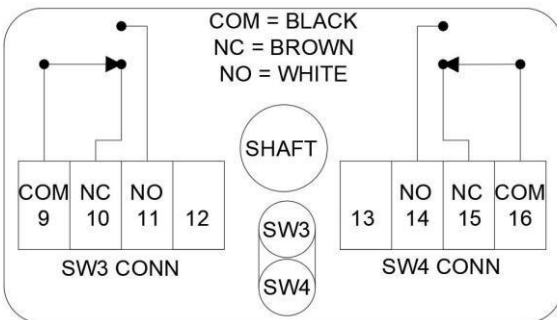 COM = BLACK
NC = BROWN
NO = WHITE
SHAFT
COM NC NO
9 10 11 12
SW3 CONN
SW3
SW4
NO NC COM
13 14 15 16
SW4 CONN